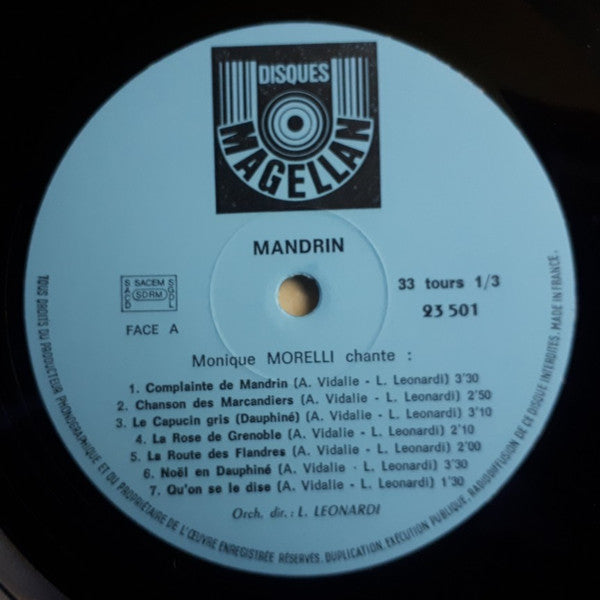 DISQUES
MAGELLAN
MANDRIN
33 tours 1/3
23 501
SACEM
SACD SDRM SGDL
FACE A
Monique MORELLI chante :
1. Complainte de Mandrin (A. Vidalie - L. Leonardi) 3'30
2. Chanson des Marcandiers (A. Vidalie - L. Leonardi) 2'50
3. Le Capucin gris (Dauphiné) (A. Vidalie - L. Leonardi) 3'10
4. La Rose de Grenoble (A. Vidalie - L. Leonardi) 2'10
5. La Route des Flandres (A. Vidalie - L. Leonardi) 2'00
6. Noël en Dauphiné (A. Vidalie - L. Leonardi) 3'30
7. Qu'on se dise (A. Vidalie - L. Leonardi) 1'30
Orch. dir.: L. LEONARDI
TOUS DROITS DU PRODUCTEUR PHONOGRAPHIQUE ET DU PROPRIÉTAIRE DE L'ŒUVRE ENREGISTRÉE RÉSERVÉS. DUPLICATION, EXÉCUTION PUBLIQUE, RADIODIFFUSION DE CE DISQUE INTERDITES. MADE IN FRANCE.